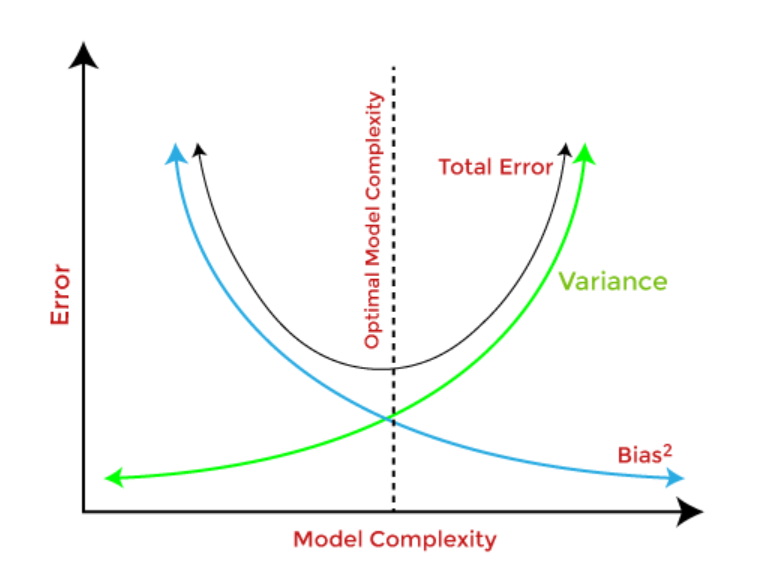 Optimal Model Complexity
Total Error
Variance
Error
Bias²
Model Complexity